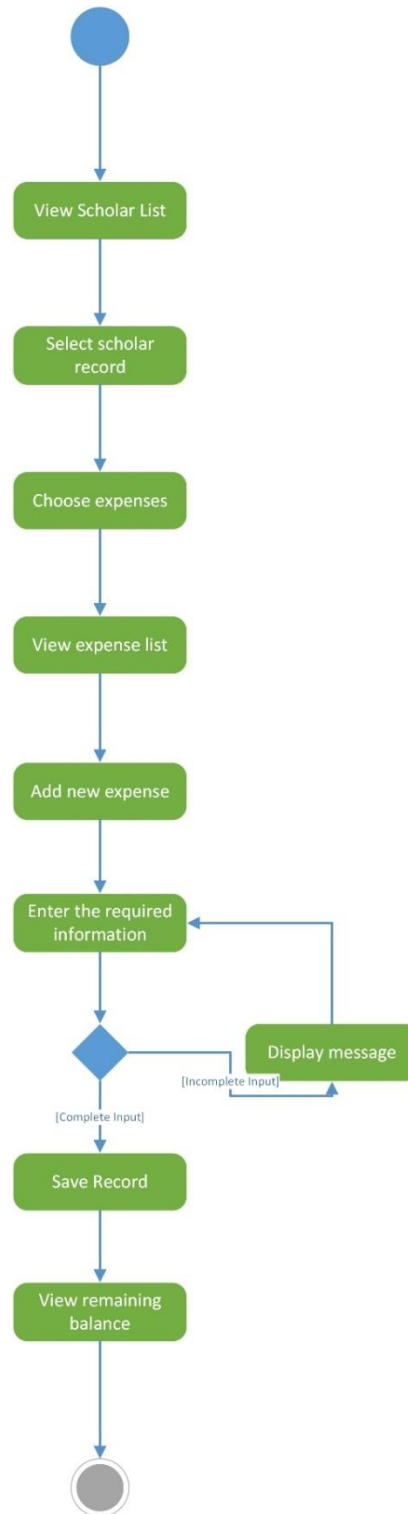 View Scholar List
Select scholar
record
Choose expenses
View expense list
Add new expense
Enter the required
information
Display message
[Incomplete Input]
[Complete Input]
Save Record
View remaining
balance